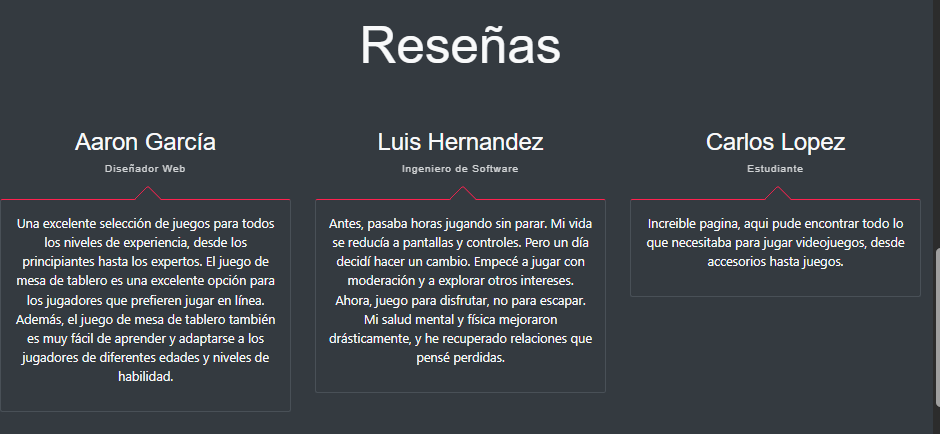 Reseñas
Aaron García
Diseñador Web
Una excelente selección de juegos para todos
los niveles de experiencia, desde los
principiantes hasta los expertos. El juego de
mesa de tablero es una excelente opción para
los jugadores que prefieren jugar en línea.
Además, el juego de mesa de tablero también
es muy fácil de aprender y adaptarse a los
jugadores de diferentes edades y niveles de
habilidad.
Luis Hernandez
Ingeniero de Software
Antes, pasaba horas jugando sin parar. Mi vida
se reducía a pantallas y controles. Pero un día
decidí hacer un cambio. Empecé a jugar con
moderación y a explorar otros intereses.
Ahora, juego para disfrutar, no para escapar.
Mi salud mental y física mejoraron
drásticamente, y he recuperado relaciones que
pensé perdidas.
Carlos Lopez
Estudiante
Increible pagina, aqui pude encontrar todo lo
que necesitaba para jugar videojuegos, desde
accesorios hasta juegos.